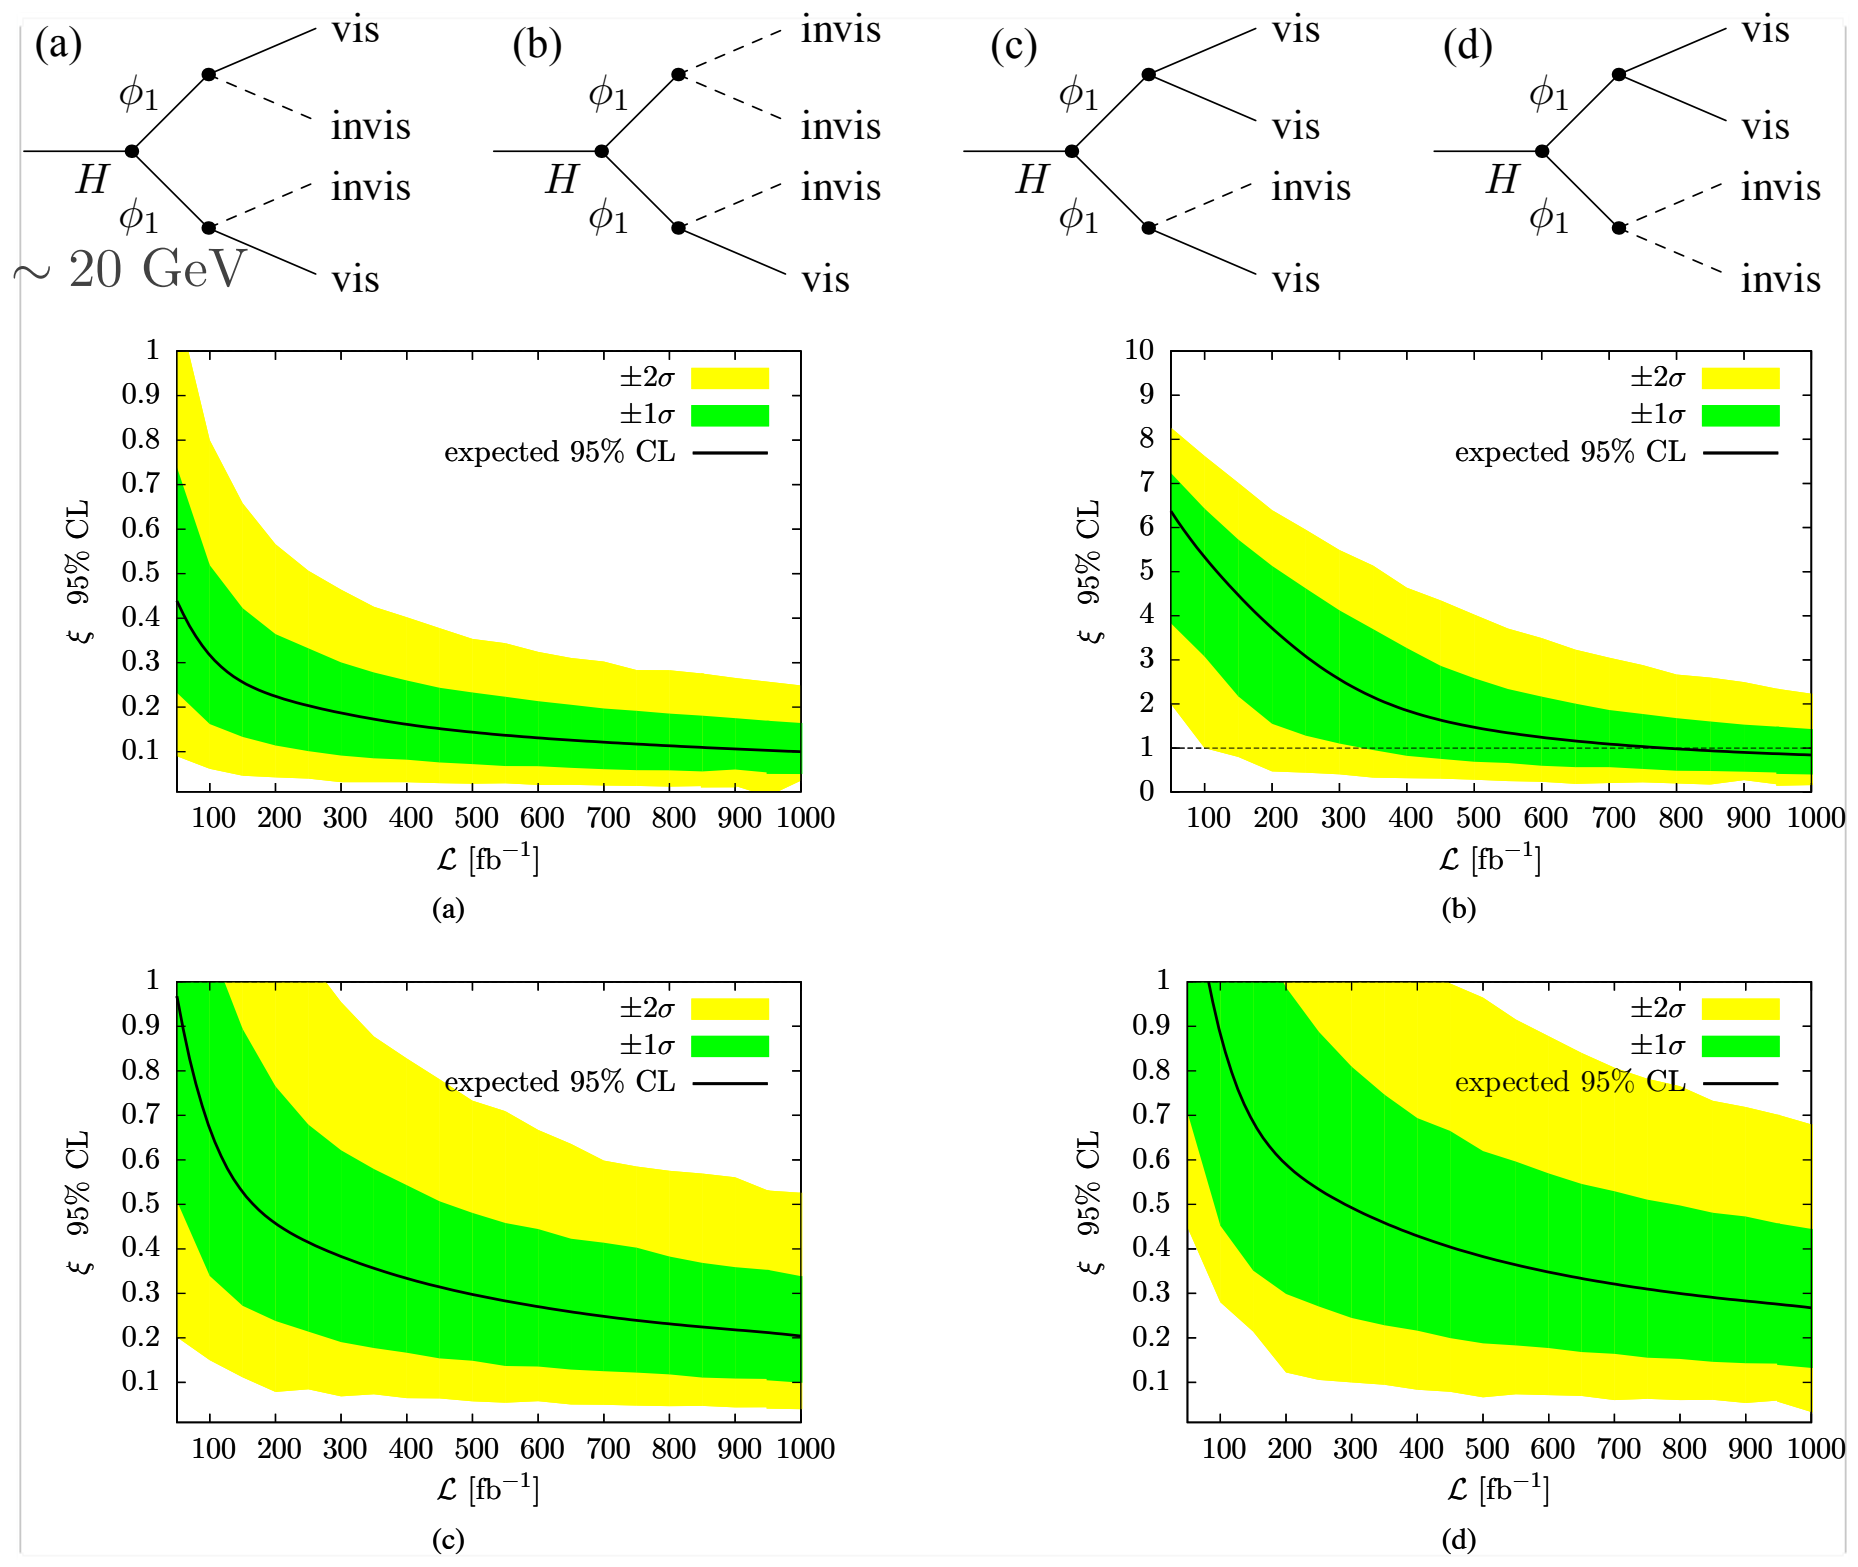 (a) (b) (c) (d)
vis invis vis vis
ϕ₁ ϕ₁ ϕ₁ ϕ₁
invis invis vis vis
H H H H
invis invis invis invis
ϕ₁ ϕ₁ ϕ₁ ϕ₁
∼ 20 GeV
vis vis vis invis
1
0.9
0.8
0.7
0.6
0.5
0.4
0.3
0.2
0.1
ξ 95% CL
±2σ
±1σ
expected 95% CL
100 200 300 400 500 600 700 800 900 1000
ℒ [fb⁻¹]
(a)
10
9
8
7
6
5
4
3
2
1
0
ξ 95% CL
±2σ
±1σ
expected 95% CL
100 200 300 400 500 600 700 800 900 1000
ℒ [fb⁻¹]
(b)
1
0.9
0.8
0.7
0.6
0.5
0.4
0.3
0.2
0.1
ξ 95% CL
±2σ
±1σ
expected 95% CL
100 200 300 400 500 600 700 800 900 1000
ℒ [fb⁻¹]
(c)
1
0.9
0.8
0.7
0.6
0.5
0.4
0.3
0.2
0.1
ξ 95% CL
±2σ
±1σ
expected 95% CL
100 200 300 400 500 600 700 800 900 1000
ℒ [fb⁻¹]
(d)